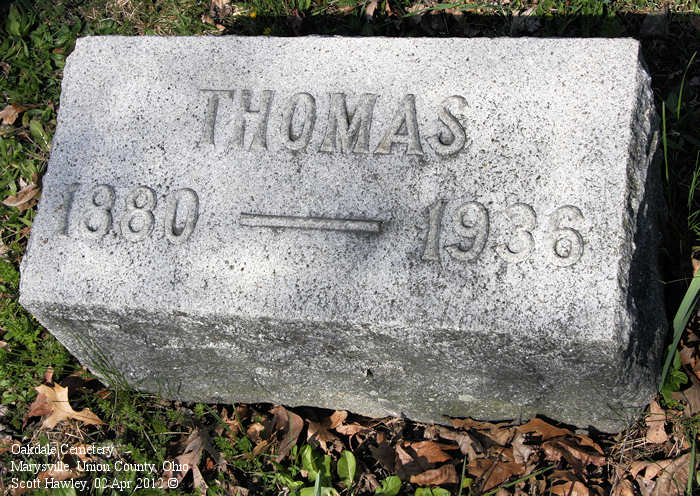 THOMAS
1880 — 1936
Oakdale Cemetery
Marysville, Union County, Ohio
Scott Hawley, 02 Apr 2012 ©